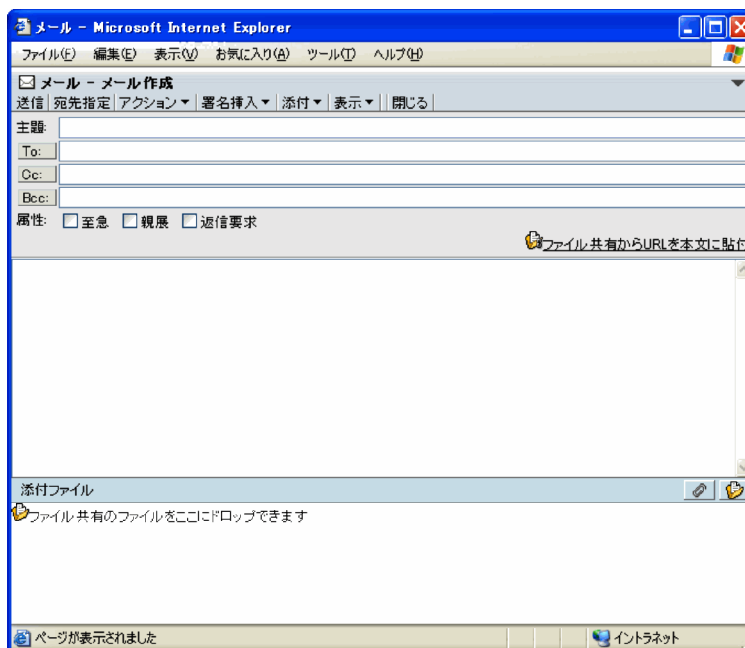 メール - Microsoft Internet Explorer
ファイル(F) 編集(E) 表示(V) お気に入り(A) ツール(T) ヘルプ(H)
メール - メール作成
送信 宛先指定 アクション 署名挿入 添付 表示 閉じる
主題:
To:
Cc:
Bcc:
属性: 至急 親展 返信要求
ファイル共有からURLを本文に貼付
添付ファイル
ファイル共有のファイルをここにドロップできます
ページが表示されました イントラネット